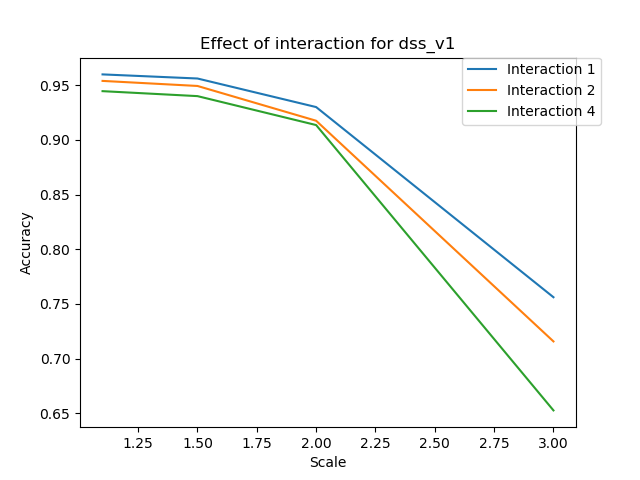 Effect of interaction for dss_v1
Interaction 1
Interaction 2
Interaction 4
Accuracy
0.95
0.90
0.85
0.80
0.75
0.70
0.65
1.25 1.50 1.75 2.00 2.25 2.50 2.75 3.00
Scale